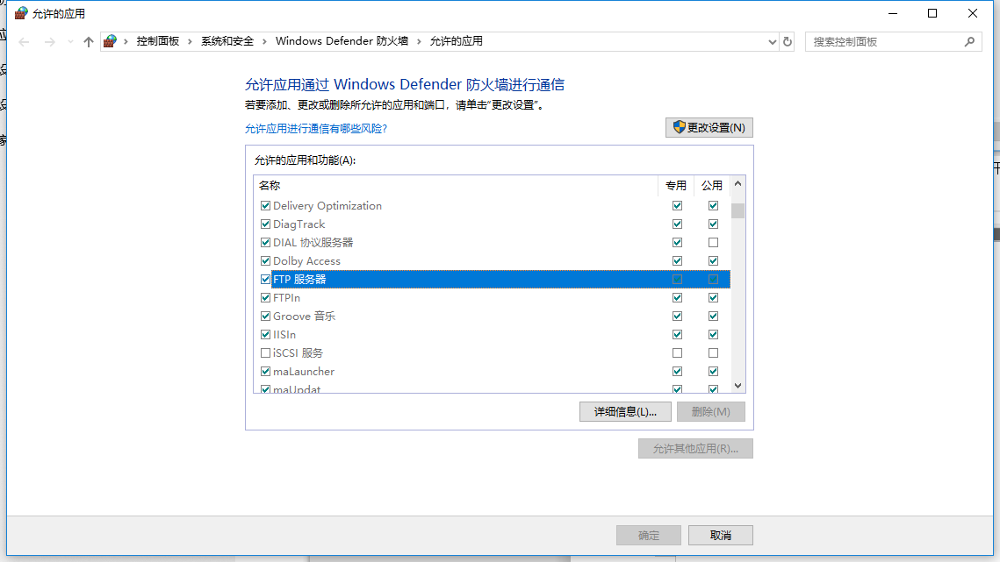 允许的应用
控制面板 › 系统和安全 › Windows Defender 防火墙 › 允许的应用
搜索控制面板
允许应用通过 Windows Defender 防火墙进行通信
若要添加、更改或删除所允许的应用和端口，请单击“更改设置”。
允许应用进行通信有哪些风险?
更改设置(N)
允许的应用和功能(A):
名称 专用 公用
Delivery Optimization
DiagTrack
DIAL 协议服务器
Dolby Access
FTP 服务器
FTPIn
Groove 音乐
IISIn
iSCSI 服务
maLauncher
maUpdat
详细信息(L)...
删除(M)
允许其他应用(R)...
确定
取消